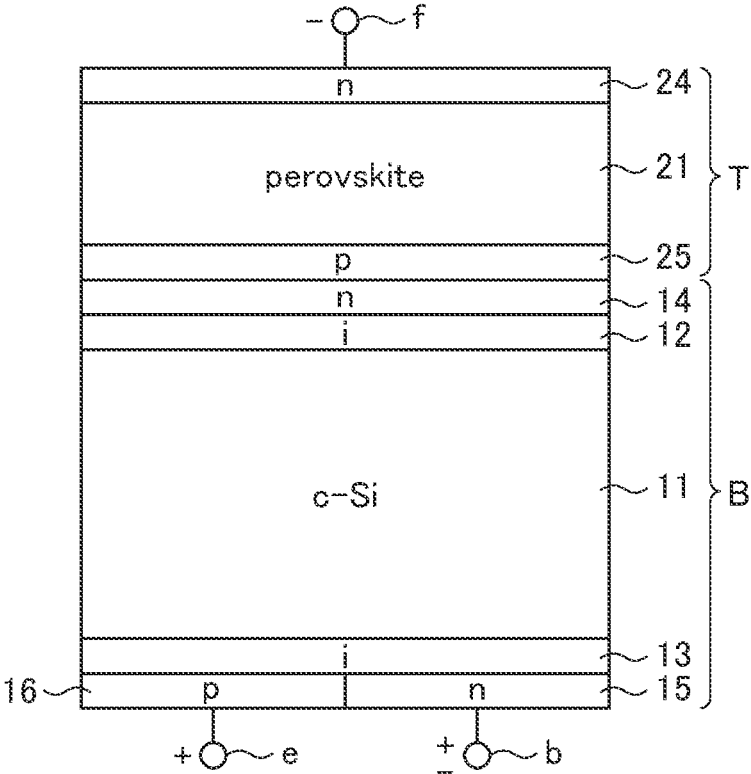 − f
n 24
perovskite 21 T
p 25
n 14
i 12
c-Si 11 B
i 13
16 p n 15
+ e + − b